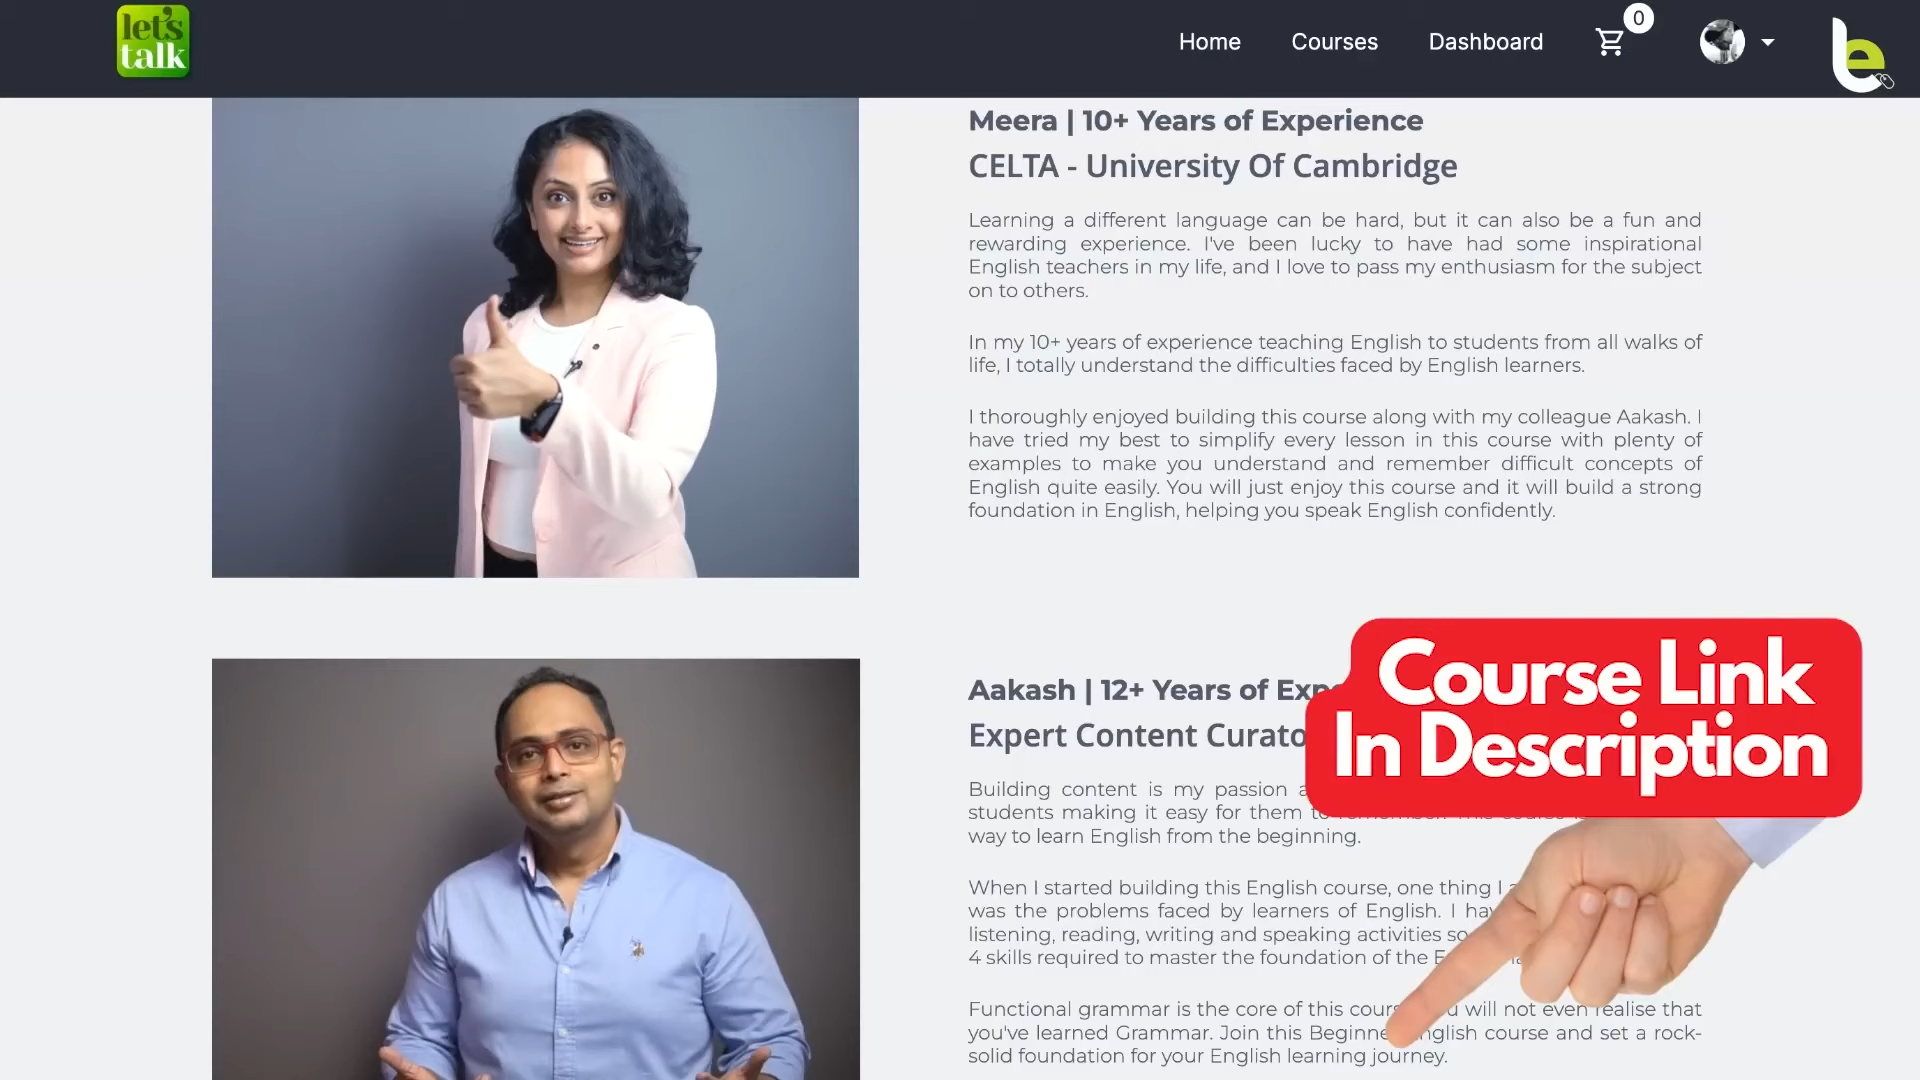 let's
talk
Home
Courses
Dashboard
0
be
Meera | 10+ Years of Experience
CELTA - University Of Cambridge
Learning a different language can be hard, but it can also be a fun and
rewarding experience. I've been lucky to have had some inspirational
English teachers in my life, and I love to pass my enthusiasm for the subject
on to others.
In my 10+ years of experience teaching English to students from all walks of
life, I totally understand the difficulties faced by English learners.
I thoroughly enjoyed building this course along with my colleague Aakash. I
have tried my best to simplify every lesson in this course with plenty of
examples to make you understand and remember difficult concepts of
English quite easily. You will just enjoy this course and it will build a strong
foundation in English, helping you speak English confidently.
Aakash | 12+ Years of
Expert Content
Course Link
In Description
Building content is my passion
students making it easy for them
way to learn English from the beginning.
When I started building this English course, one thing I
was the problems faced by learners of English. I
listening, reading, writing and speaking activities so
4 skills required to master the foundation of the
Functional grammar is the core of this will not even realise that
you've learned Grammar. Join this course and set a rock-
solid foundation for your English learning journey.